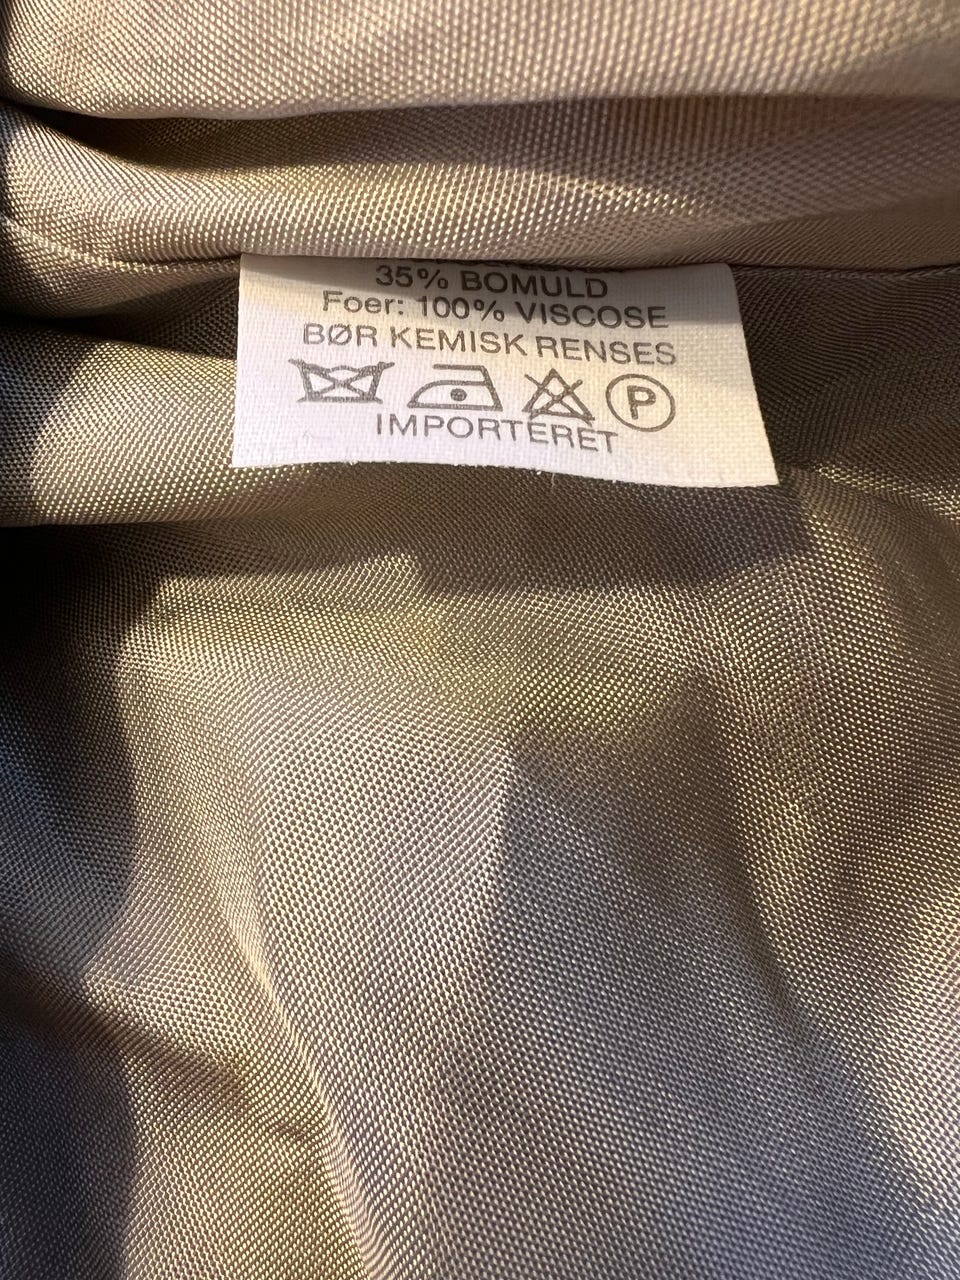 35% BOMULD
Foer: 100% VISCOSE
BØR KEMISK RENSES
P
IMPORTERET